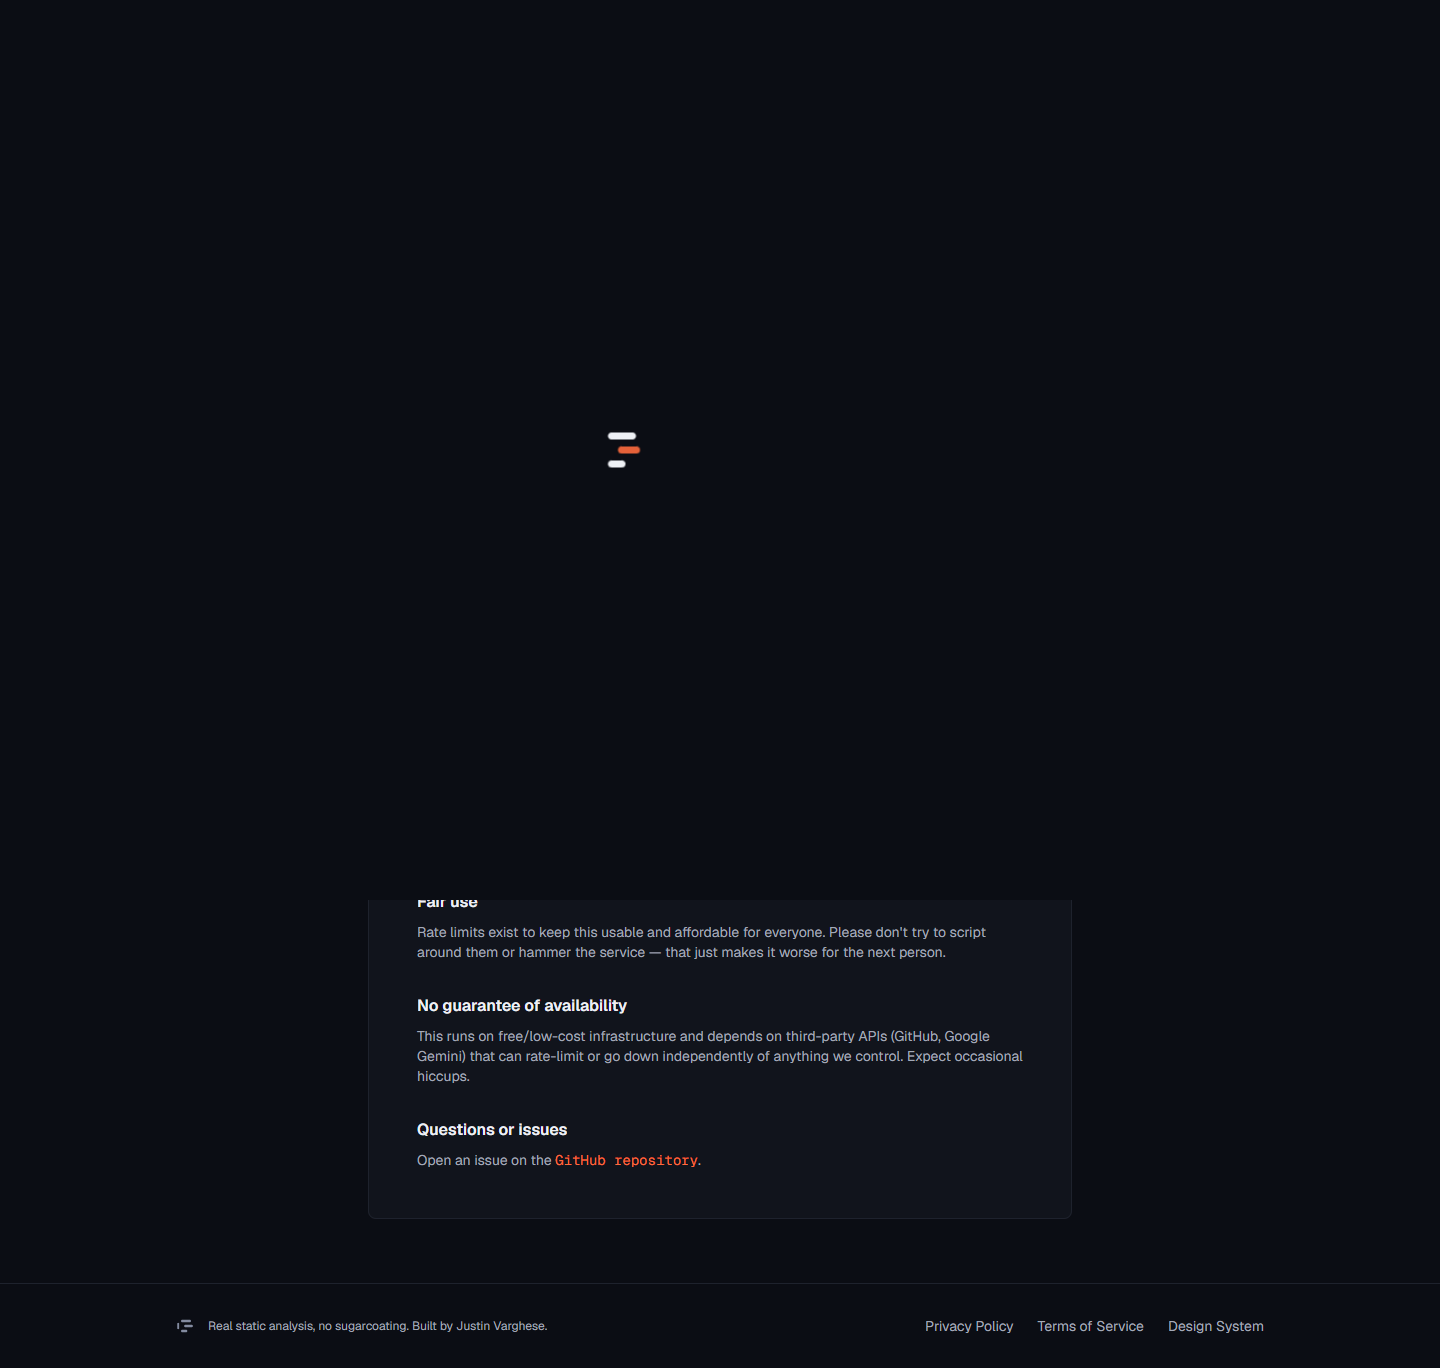 Fair use
Rate limits exist to keep this usable and affordable for everyone. Please don't try to script
around them or hammer the service — that just makes it worse for the next person.
No guarantee of availability
This runs on free/low-cost infrastructure and depends on third-party APIs (GitHub, Google
Gemini) that can rate-limit or go down independently of anything we control. Expect occasional
hiccups.
Questions or issues
Open an issue on the GitHub repository.
Real static analysis, no sugarcoating. Built by Justin Varghese.
Privacy Policy
Terms of Service
Design System